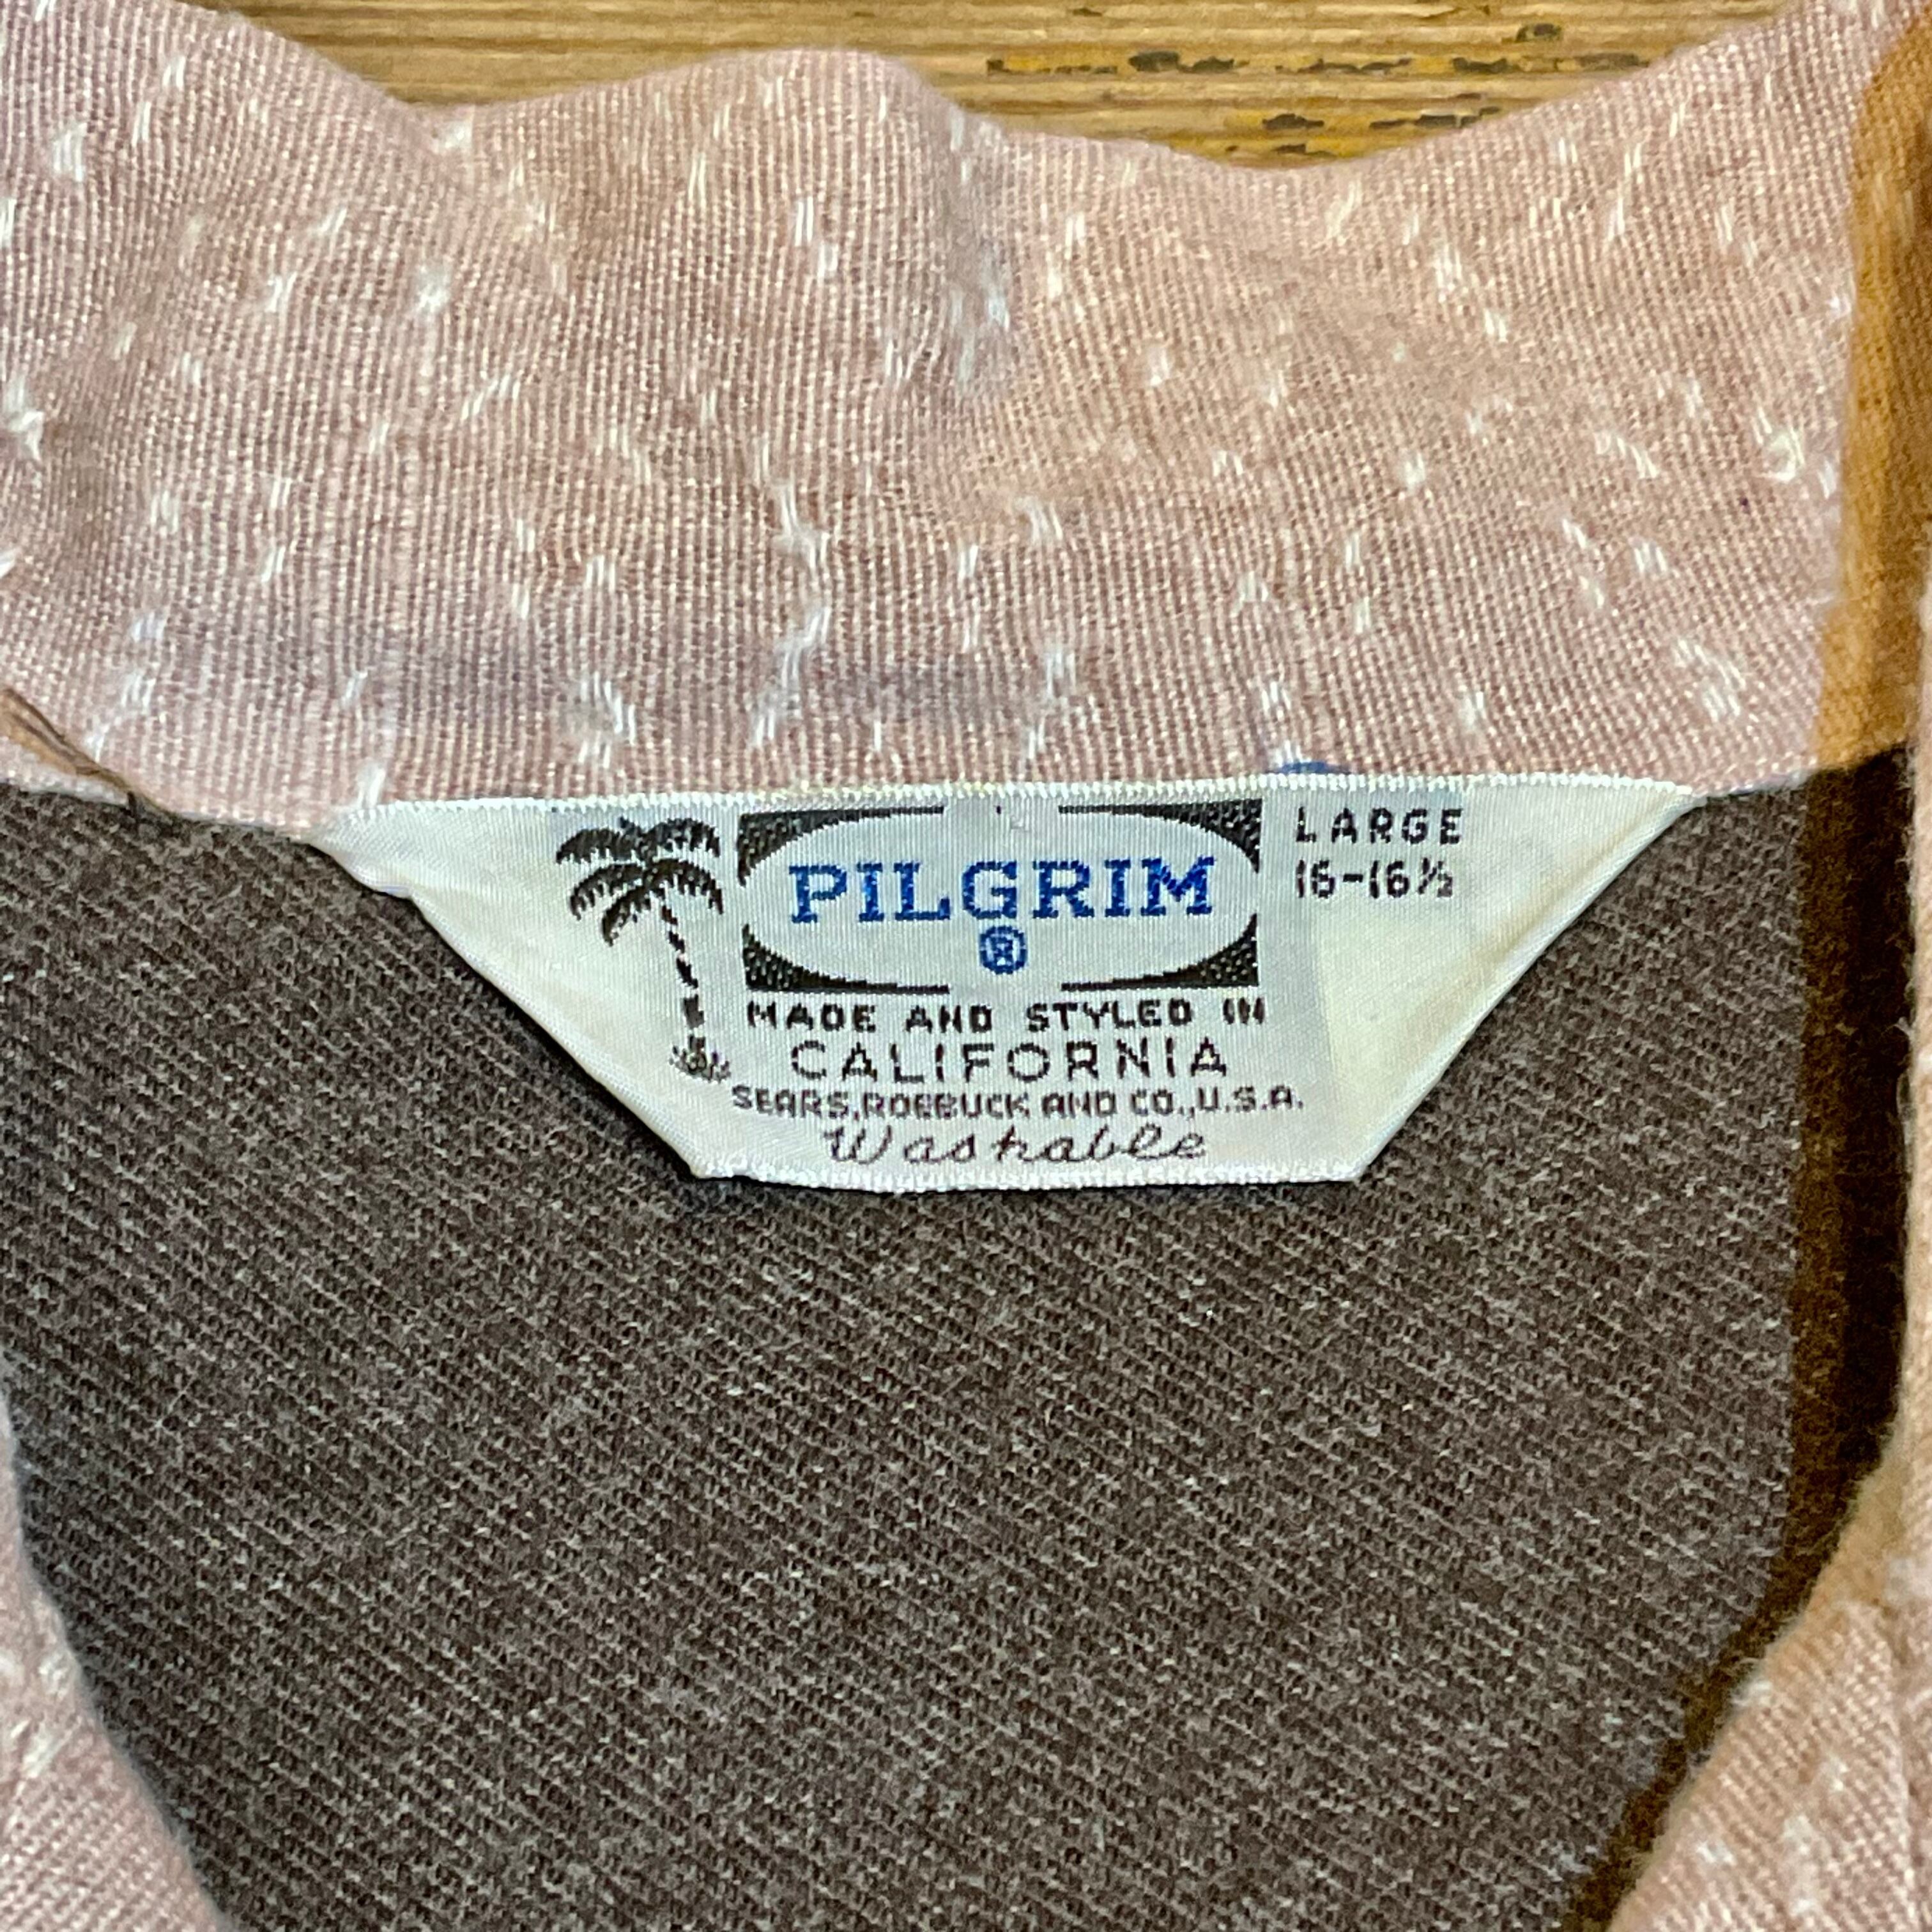 PILGRIM
®
LARGE
16-16½
MADE AND STYLED IN
CALIFORNIA
SEARS, ROEBUCK AND CO., U.S.A.
Washable